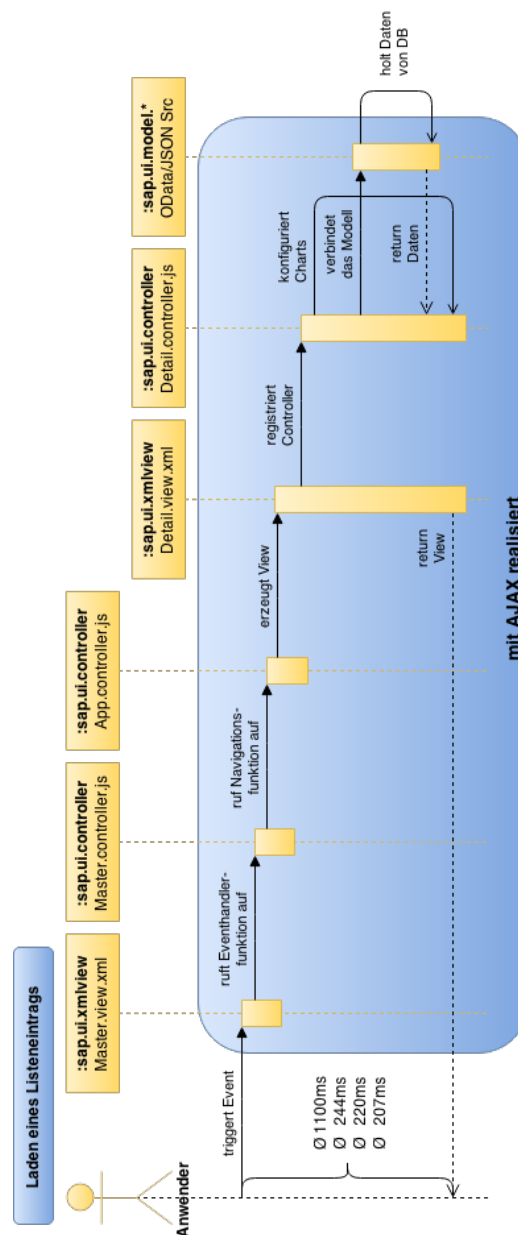 Laden eines Listeneintrags
Anwender
:sap.ui.xmlview
Master.view.xml
:sap.ui.controller
Master.controller.js
:sap.ui.controller
App.controller.js
:sap.ui.xmlview
Detail.view.xml
:sap.ui.controller
Detail.controller.js
:sap.ui.model.*
OData/JSON Src
triggert Event
ruft Eventhandler-
funktion auf
ruf Navigations-
funktion auf
erzeugt View
registriert
Controller
konfiguriert
Charts
verbindet
das Modell
holt Daten
von DB
return
Daten
return
View
Ø 1100ms
Ø 244ms
Ø 220ms
Ø 207ms
mit AJAX realisiert